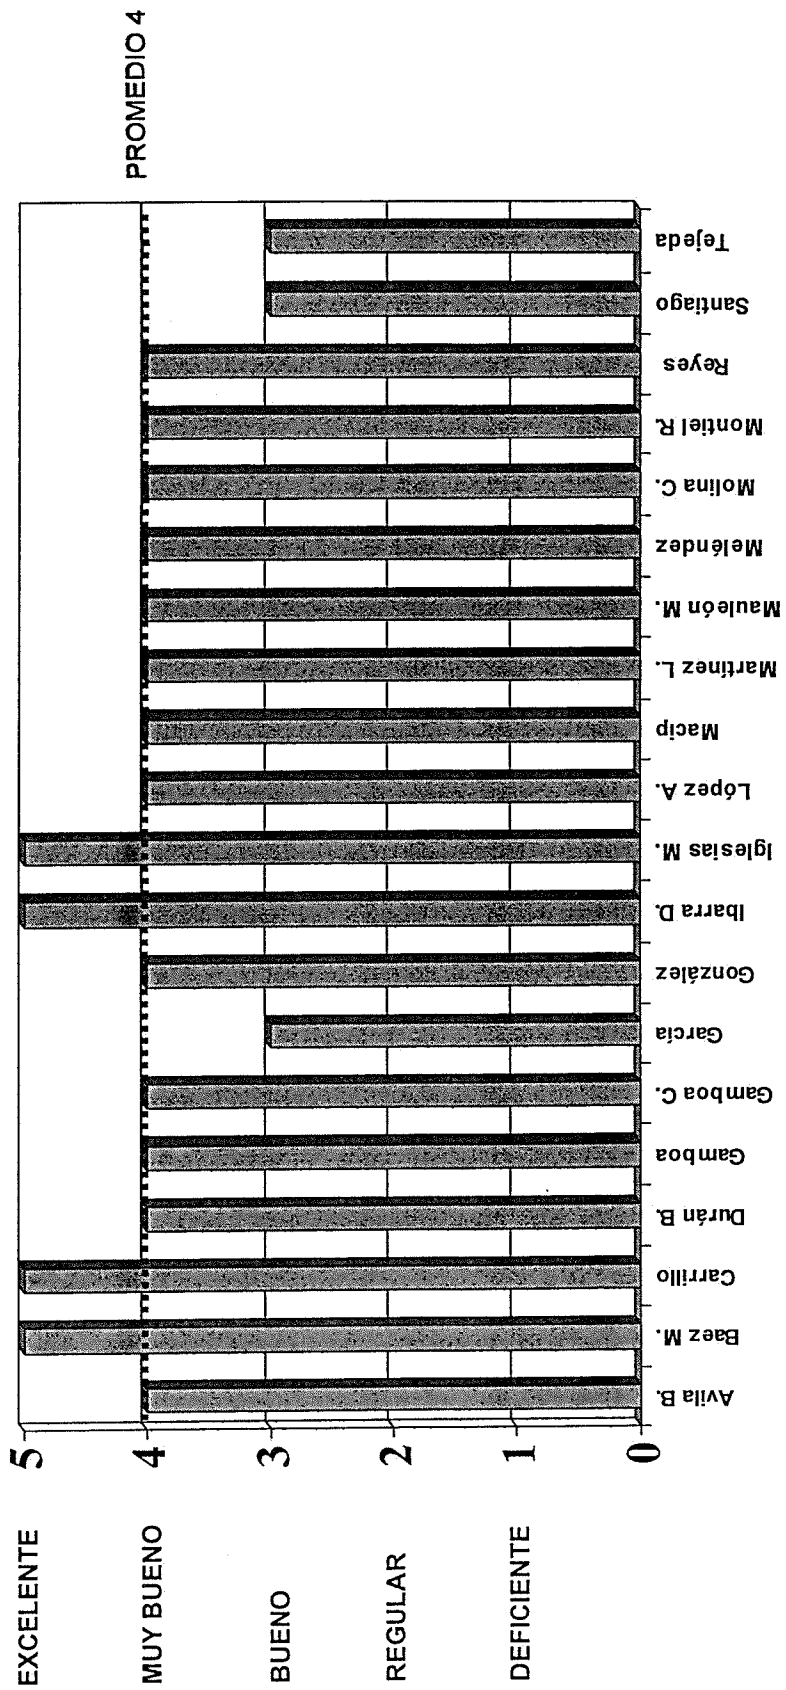 PROMEDIO 4
EXCELENTE
MUY BUENO
BUENO
REGULAR
DEFICIENTE
5
4
3
2
1
0
Avila B.
Baez M.
Carrillo
Durán B.
Gamboa
Gamboa C.
García
González
Ibarra D.
Iglesias M.
López A.
Macip
Martínez L.
Mauleón M.
Meléndez
Molina C.
Montiel R.
Reyes
Santiago
Tejeda